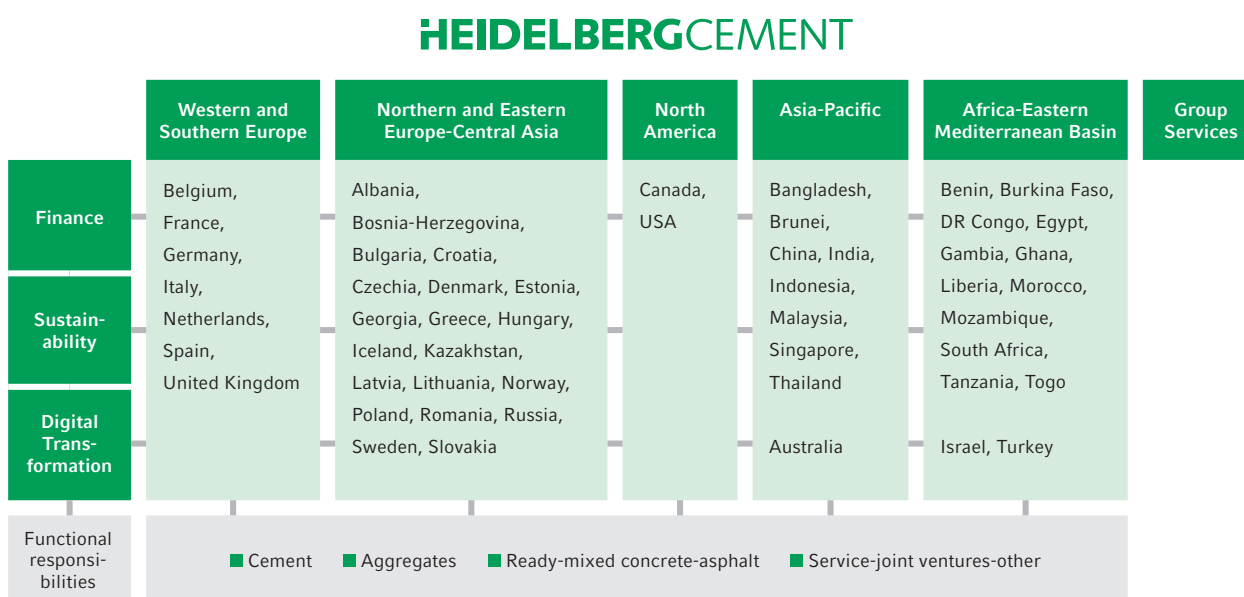 HEIDELBERGCEMENT
Western and
Southern Europe
Northern and Eastern
Europe-Central Asia
North
America
Asia-Pacific
Africa-Eastern
Mediterranean Basin
Group
Services
Finance
Sustain-
ability
Digital
Trans-
formation
Belgium,
France,
Germany,
Italy,
Netherlands,
Spain,
United Kingdom
Albania,
Bosnia-Herzegovina,
Bulgaria, Croatia,
Czechia, Denmark, Estonia,
Georgia, Greece, Hungary,
Iceland, Kazakhstan,
Latvia, Lithuania, Norway,
Poland, Romania, Russia,
Sweden, Slovakia
Canada,
USA
Bangladesh,
Brunei,
China, India,
Indonesia,
Malaysia,
Singapore,
Thailand
Australia
Benin, Burkina Faso,
DR Congo, Egypt,
Gambia, Ghana,
Liberia, Morocco,
Mozambique,
South Africa,
Tanzania, Togo
Israel, Turkey
Functional
responsi-
bilities
Cement
Aggregates
Ready-mixed concrete-asphalt
Service-joint ventures-other